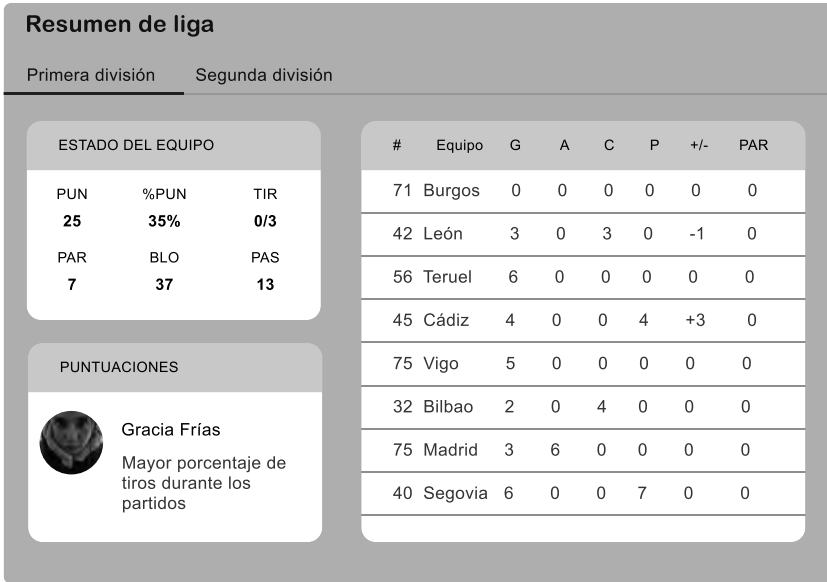 Resumen de liga
Primera división Segunda división
ESTADO DEL EQUIPO
PUN %PUN TIR
25 35% 0/3
PAR BLO PAS
7 37 13
PUNTUACIONES
Gracia Frías
Mayor porcentaje de
tiros durante los
partidos
# Equipo G A C P +/- PAR
71 Burgos 0 0 0 0 0 0
42 León 3 0 3 0 -1 0
56 Teruel 6 0 0 0 0 0
45 Cádiz 4 0 0 4 +3 0
75 Vigo 5 0 0 0 0 0
32 Bilbao 2 0 4 0 0 0
75 Madrid 3 6 0 0 0 0
40 Segovia 6 0 0 7 0 0